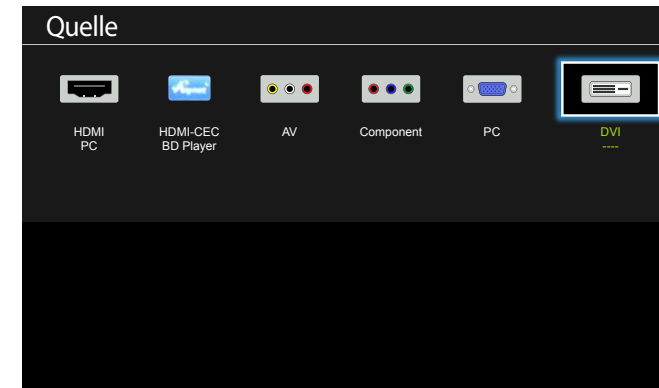 Quelle
HDMI
PC
HDMI-CEC
BD Player
AV
Component
PC
DVI
----